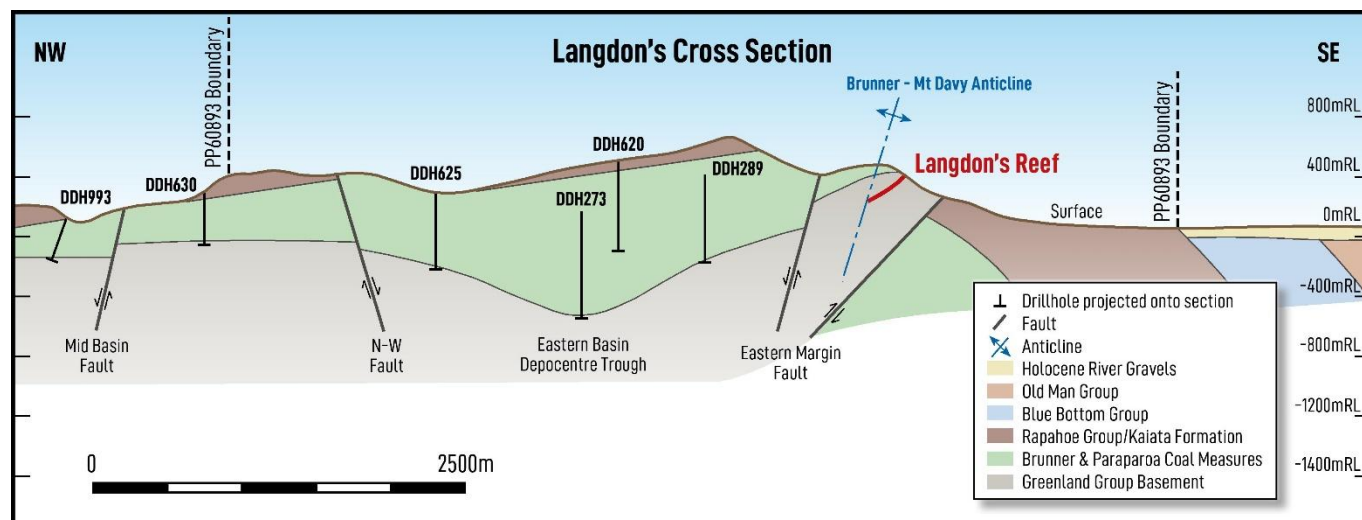 NW
Langdon's Cross Section
SE
PP60893 Boundary
Brunner - Mt Davy Anticline
800mRL
DDH620
Langdon's Reef
400mRL
DDH630
DDH625
DDH289
PP60893 Boundary
DDH993
DDH273
Surface
0mRL
-400mRL
Mid Basin
Fault
N-W
Fault
Eastern Basin
Depocentre Trough
Eastern Margin
Fault
-800mRL
-1200mRL
-1400mRL
0
2500m
Drillhole projected onto section
Fault
Anticline
Holocene River Gravels
Old Man Group
Blue Bottom Group
Rapahoe Group/Kaiata Formation
Brunner & Paraparoa Coal Measures
Greenland Group Basement